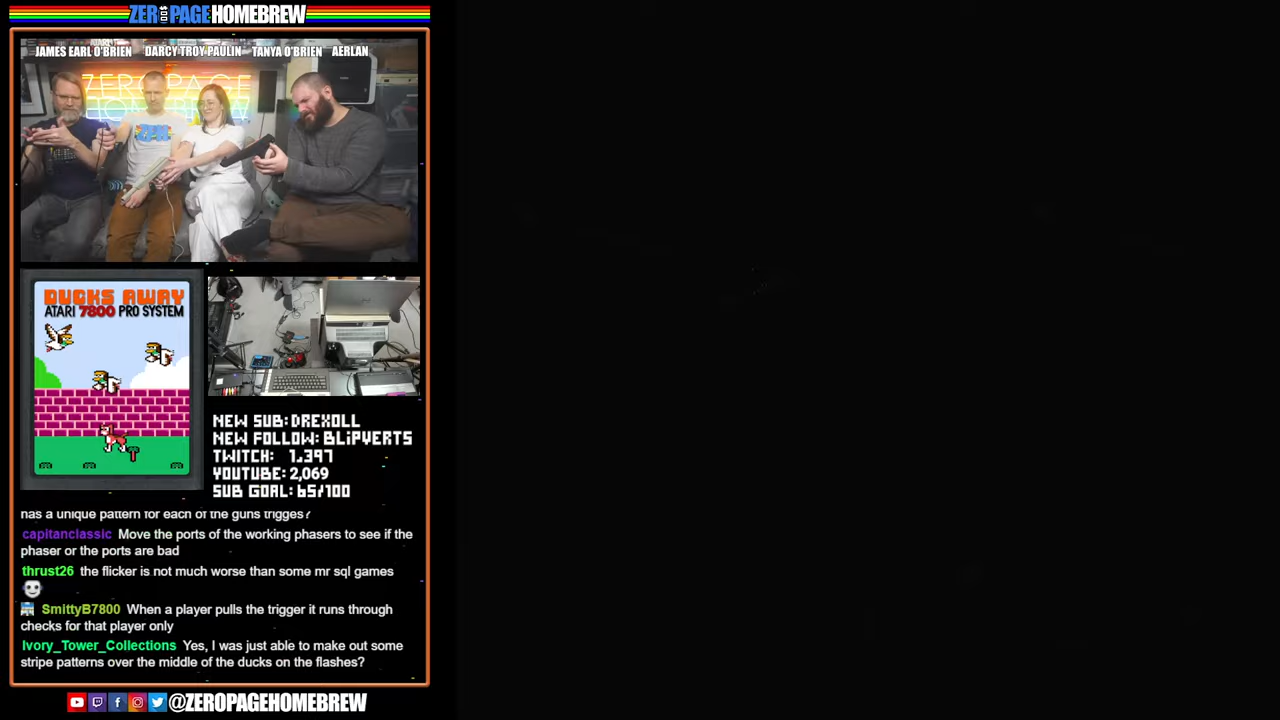 ZEROPAGE HOMEBREW
JAMES EARL O'BRIEN DARCY TROY PAULIN TANYA O'BRIEN AERLAN
ZEROPAGE
HOMEBREW
ZPH
DUCKS AWAY
ATARI 7800 PRO SYSTEM
NEW SUB: DREXOLL
NEW FOLLOW: BLiPVERTS
TWITCH: 1,397
YOUTUBE: 2,069
SUB GOAL: 65/100
has a unique pattern for each of the guns trigges?
capitanclassic Move the ports of the working phasers to see if the
phaser or the ports are bad
thrust26 the flicker is not much worse than some mr sql games
SmittyB7800 When a player pulls the trigger it runs through
checks for that player only
Ivory_Tower_Collections Yes, I was just able to make out some
stripe patterns over the middle of the ducks on the flashes?
@ZEROPAGEHOMEBREW